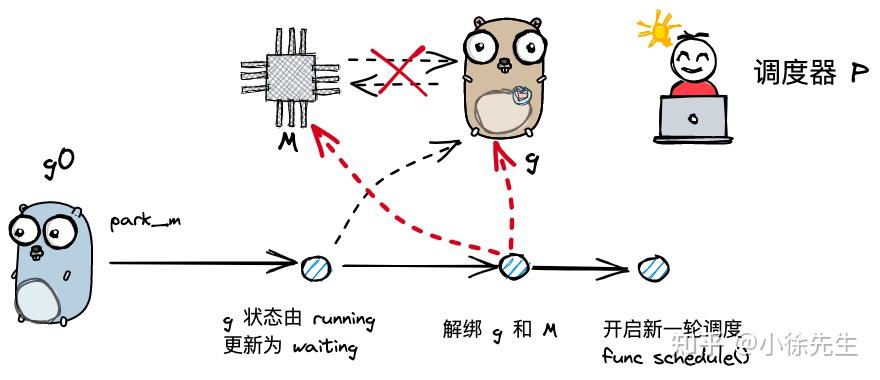 调度器 P
M
g
g0
park_m
g 状态由 running
更新为 waiting
解绑 g 和 M
开启新一轮调度
func schedule()
知乎 @小徐先生